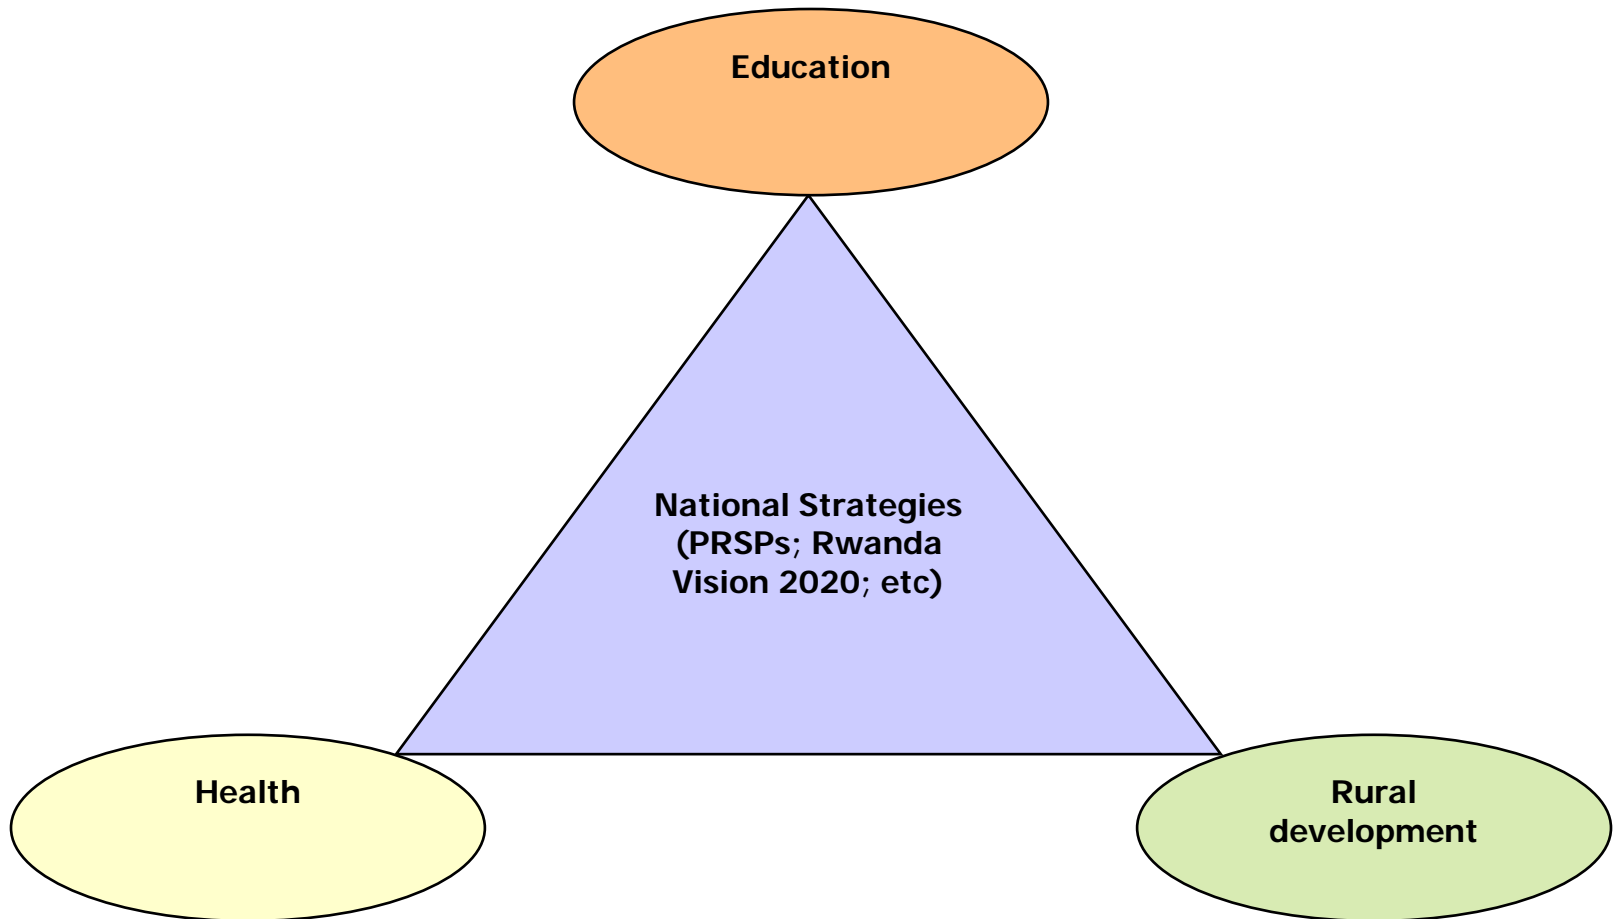 Education
National Strategies
(PRSPs; Rwanda
Vision 2020; etc)
Health
Rural
development